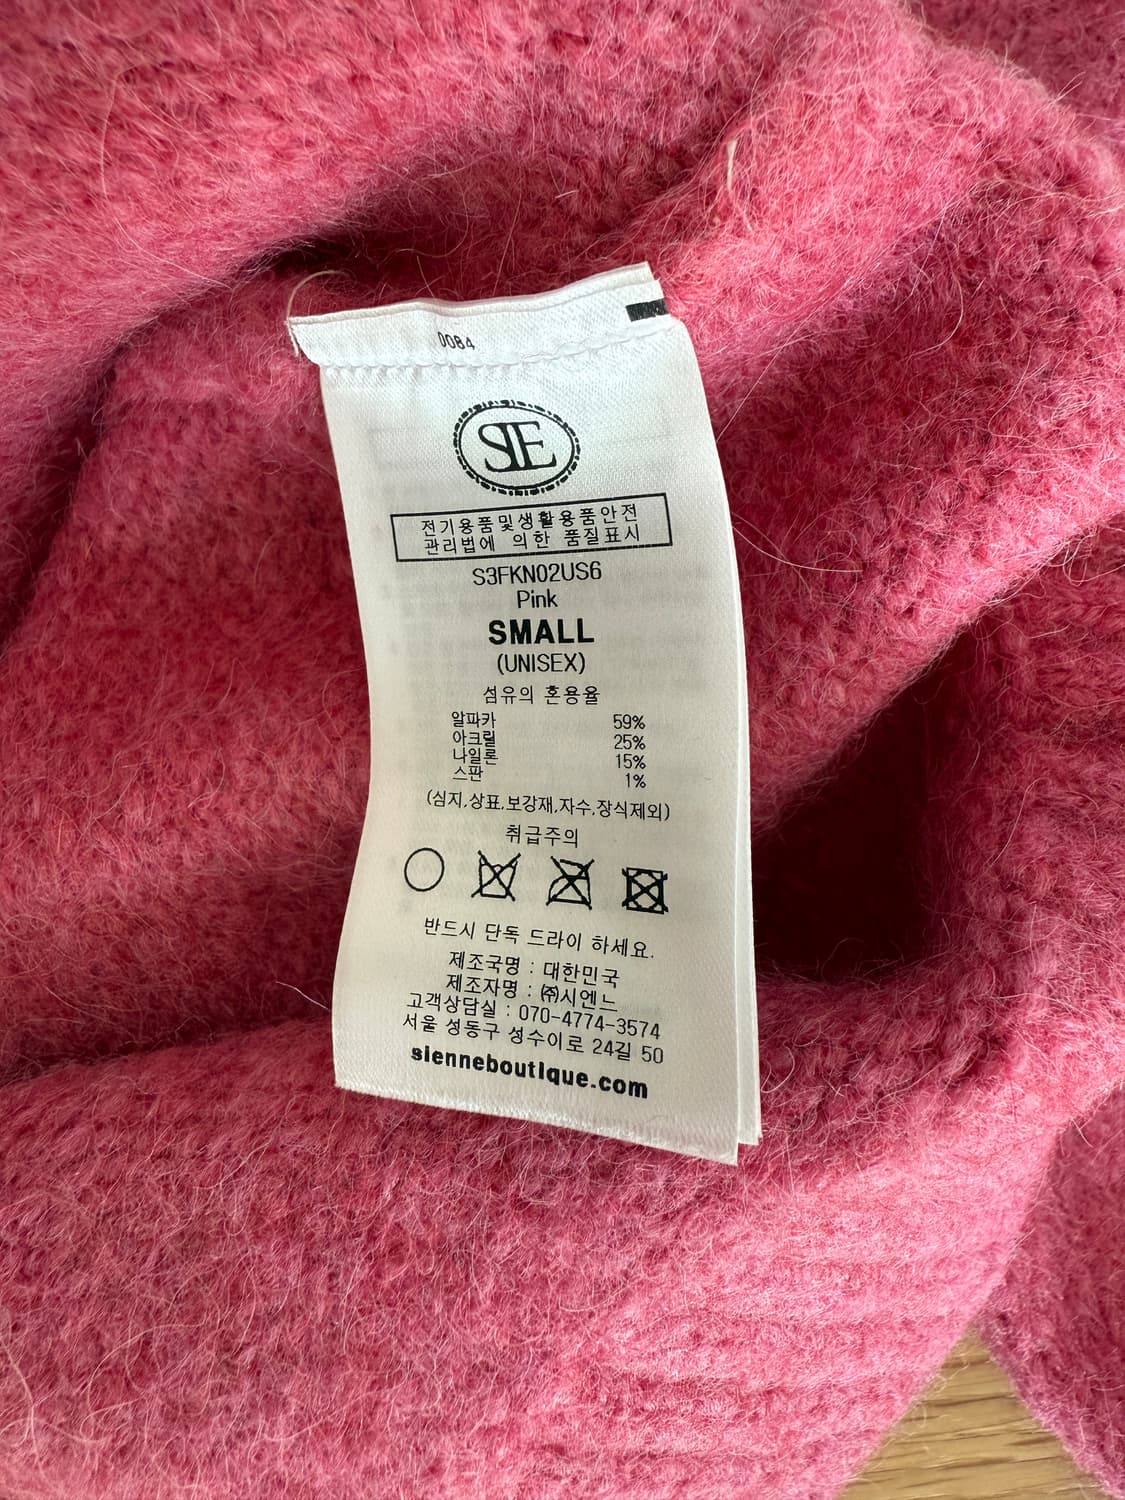 0084
SIE
전기용품및생활용품안전
관리법에 의한 품질표시
S3FKN02US6
Pink
SMALL
(UNISEX)
섬유의 혼용율
알파카 59%
아크릴 25%
나일론 15%
스판 1%
(심지,상표,보강재,자수,장식제외)
취급주의
반드시 단독 드라이 하세요.
제조국명 : 대한민국
제조자명 : ㈜시엔느
고객상담실 : 070-4774-3574
서울 성동구 성수이로 24길 50
sienneboutique.com